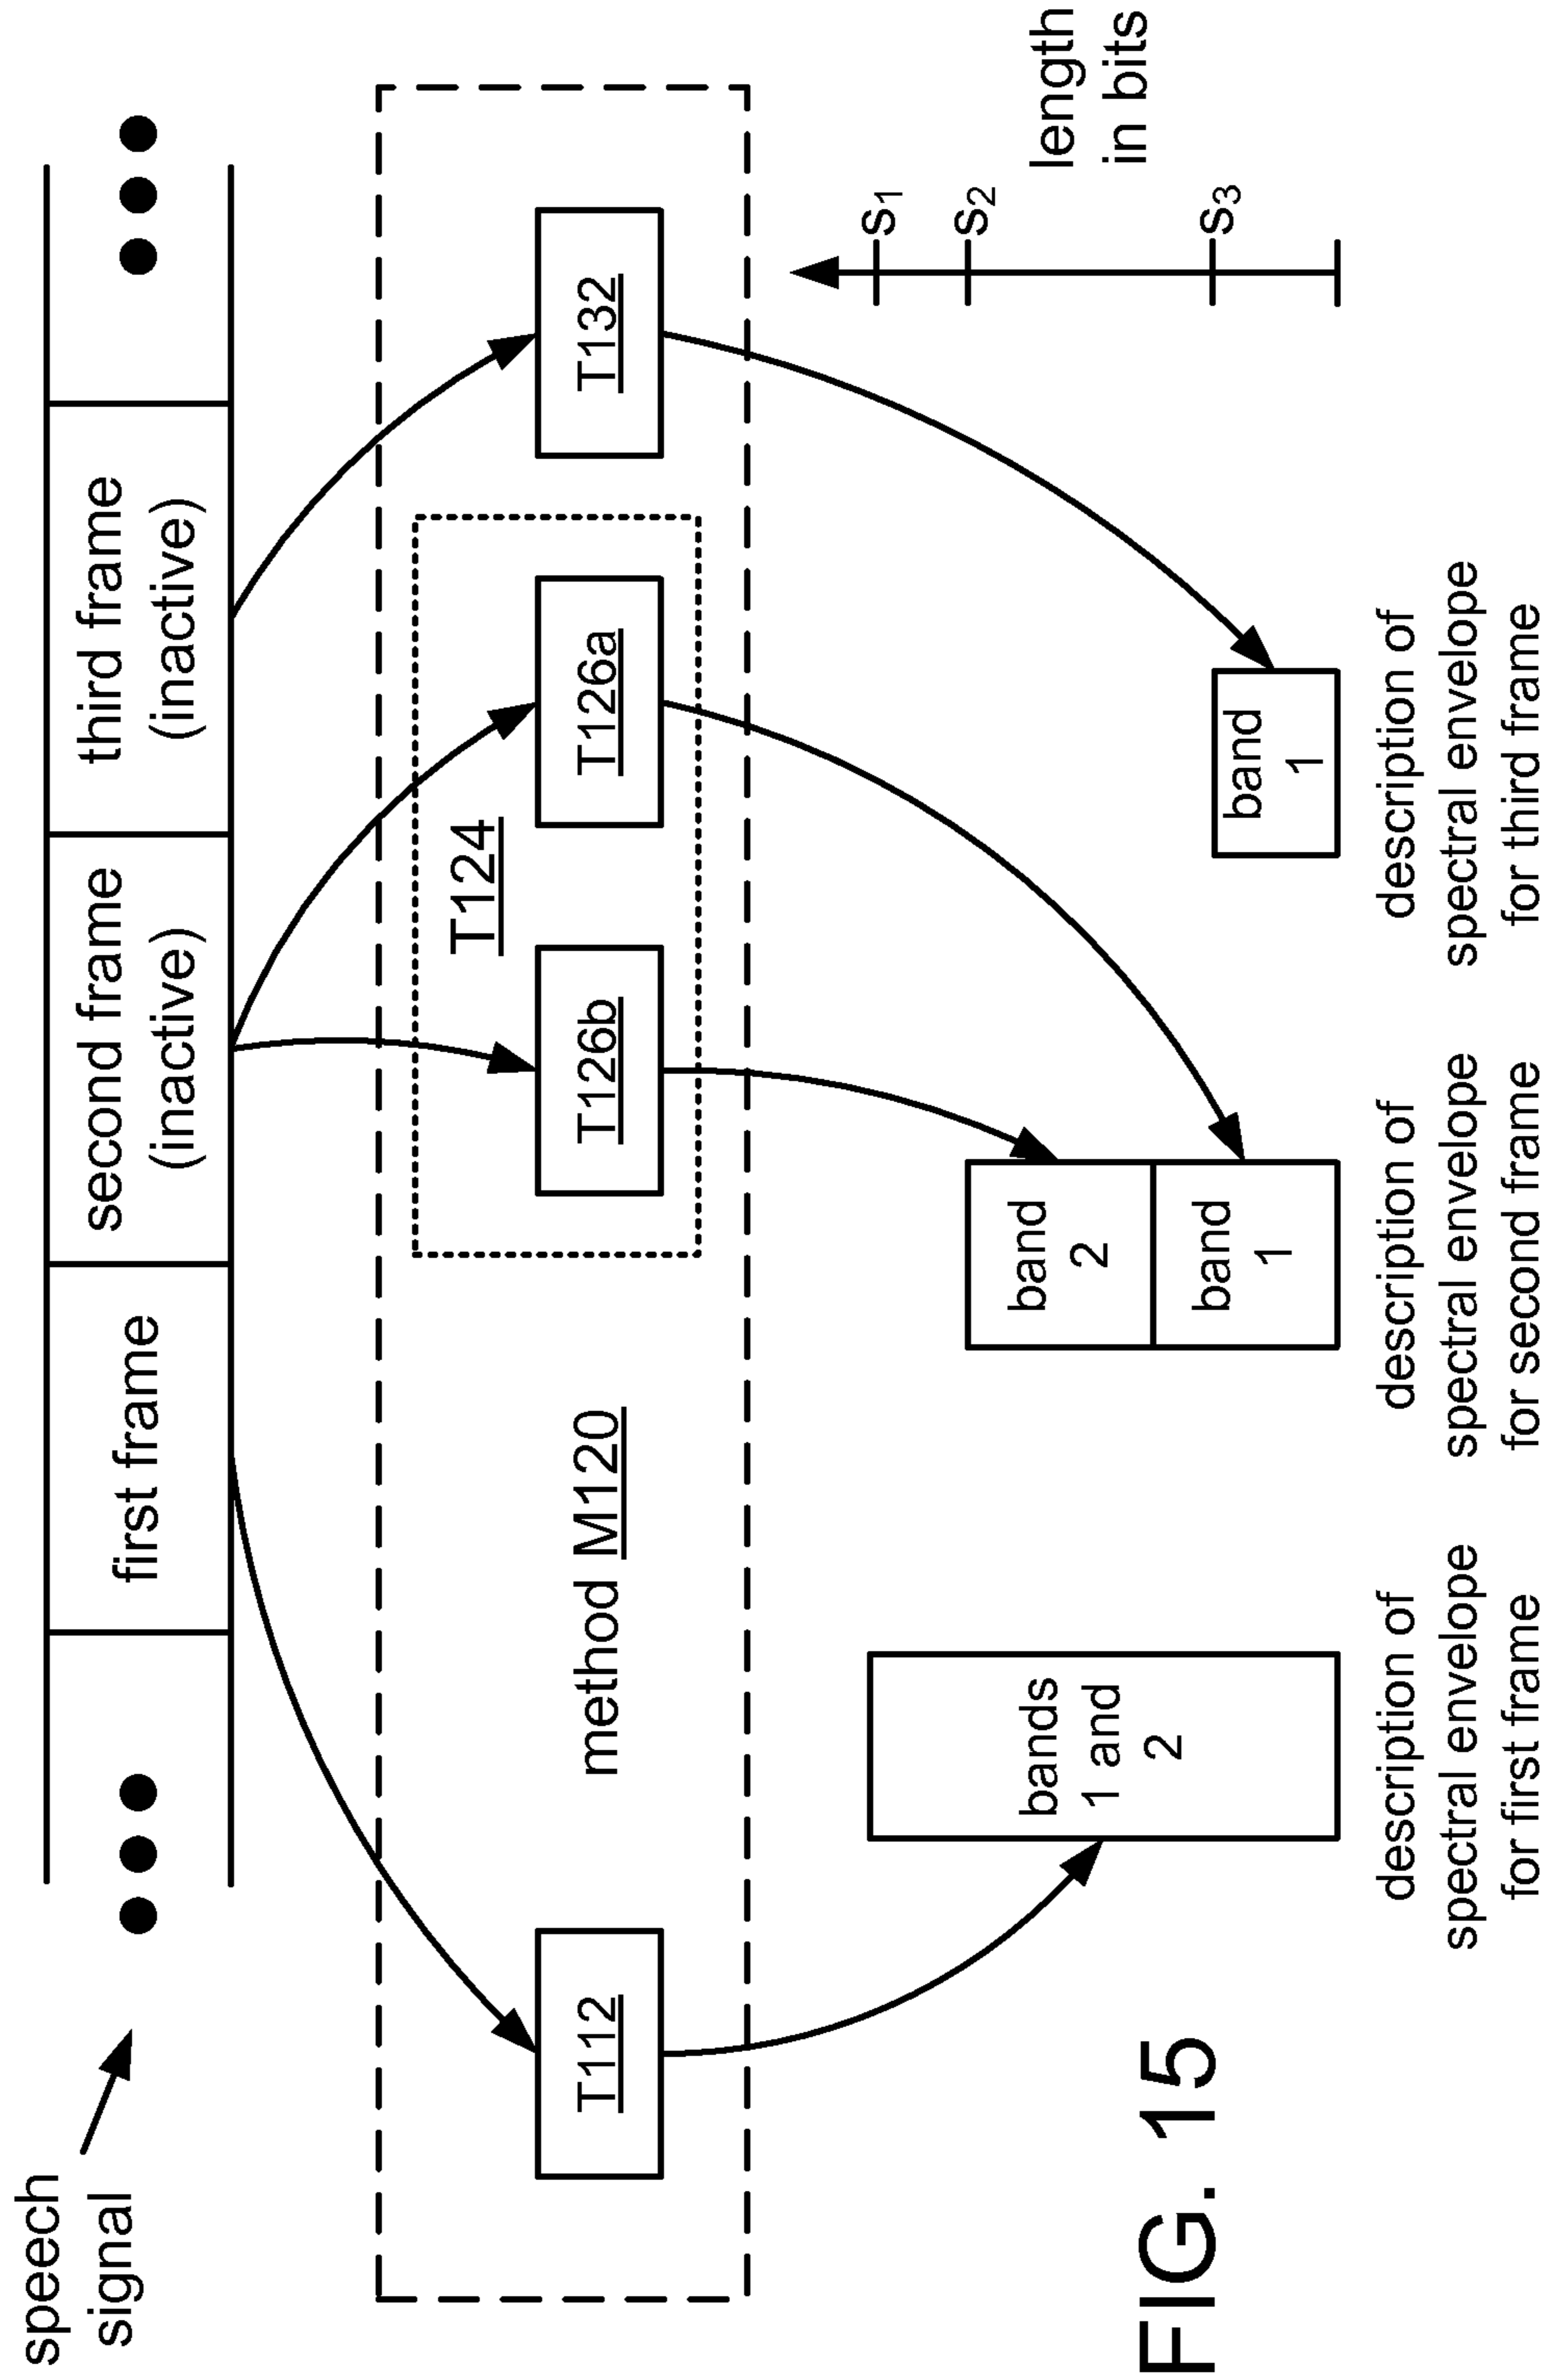 speech
signal
first frame
second frame
(inactive)
third frame
(inactive)
T112
method M120
T124
T126b
T126a
T132
bands
1 and
2
band
2
band
1
band
1
s1
s2
s3
length
in bits
description of
spectral envelope
for first frame
description of
spectral envelope
for second frame
description of
spectral envelope
for third frame
FIG. 15